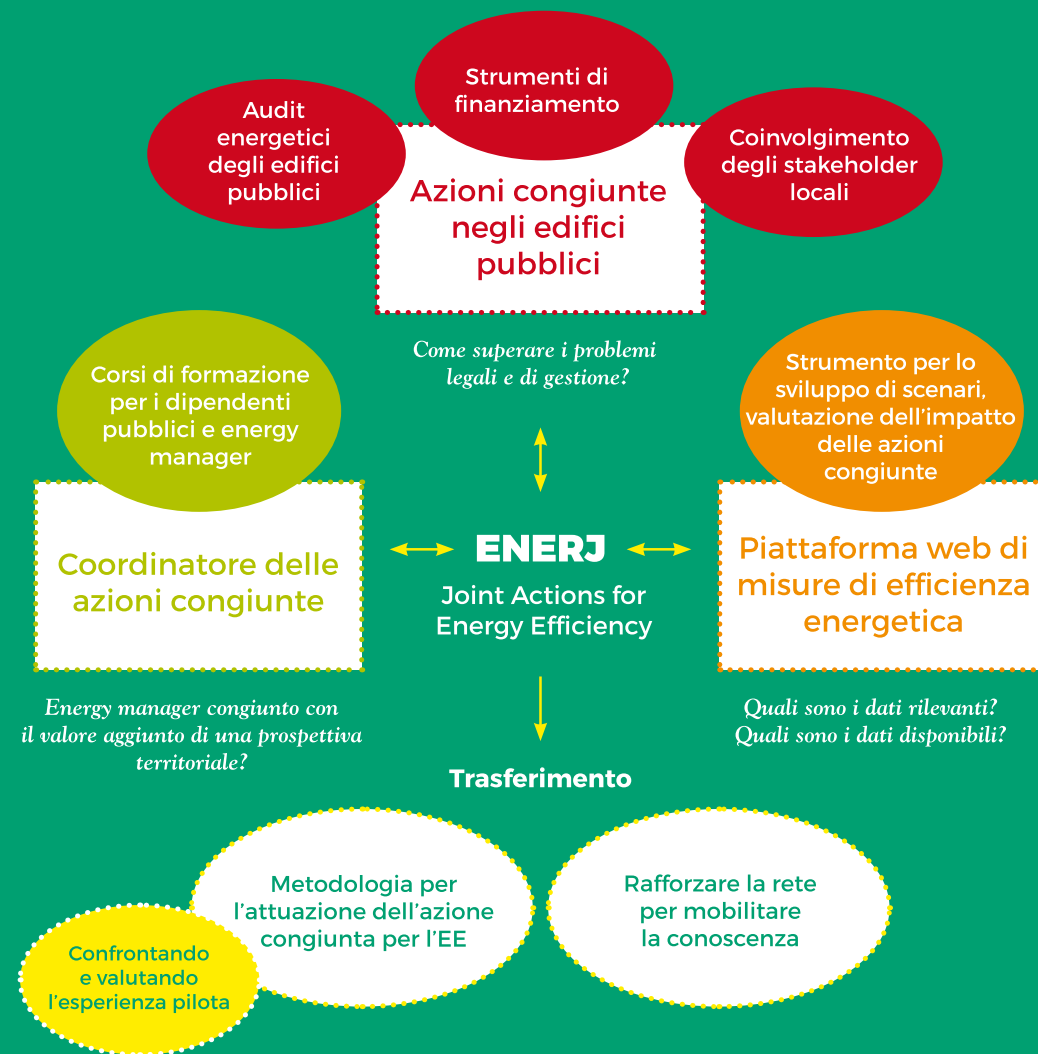 Strumenti di
finanziamento
Audit
energetici
degli edifici
pubblici
Coinvolgimento
degli stakeholder
locali
Azioni congiunte
negli edifici
pubblici
Come superare i problemi
legali e di gestione?
Corsi di formazione
per i dipendenti
pubblici e energy
manager
Strumento per lo
sviluppo di scenari,
valutazione dell'impatto
delle azioni
congiunte
Coordinatore delle
azioni congiunte
ENERJ
Joint Actions for
Energy Efficiency
Piattaforma web di
misure di efficienza
energetica
Energy manager congiunto con
il valore aggiunto di una prospettiva
territoriale?
Quali sono i dati rilevanti?
Quali sono i dati disponibili?
Trasferimento
Metodologia per
l'attuazione dell'azione
congiunta per l'EE
Rafforzare la rete
per mobilitare
la conoscenza
Confrontando
e valutando
l'esperienza pilota